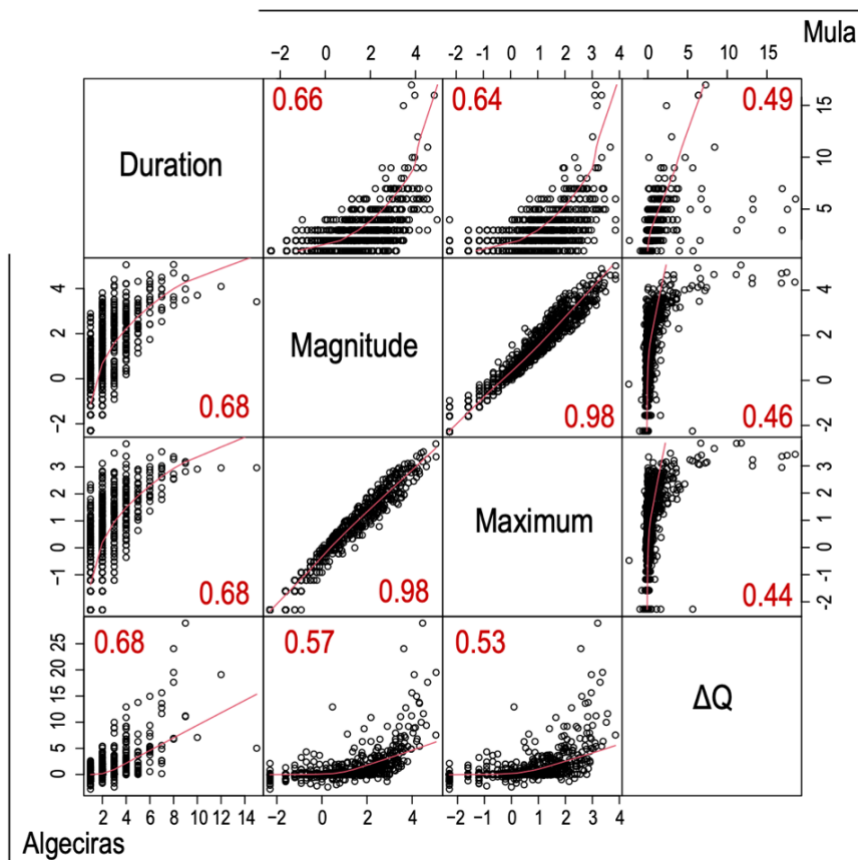 Mula
−2 0 2 4 −2 −1 0 1 2 3 4 0 5 10 15
Duration 0.66 0.64 0.49 15 10 5
4 2 0 −2 0.68 Magnitude 0.98 0.46 4 2 0 −2
3 2 1 0 −1 0.68 0.98 Maximum 0.44 3 2 1 0 −1 −2
25 20 15 10 5 0 0.68 0.57 0.53 ΔQ
2 4 6 8 10 12 14 −2 0 2 4 −2 −1 0 1 2 3 4 0 5 10 15
Algeciras